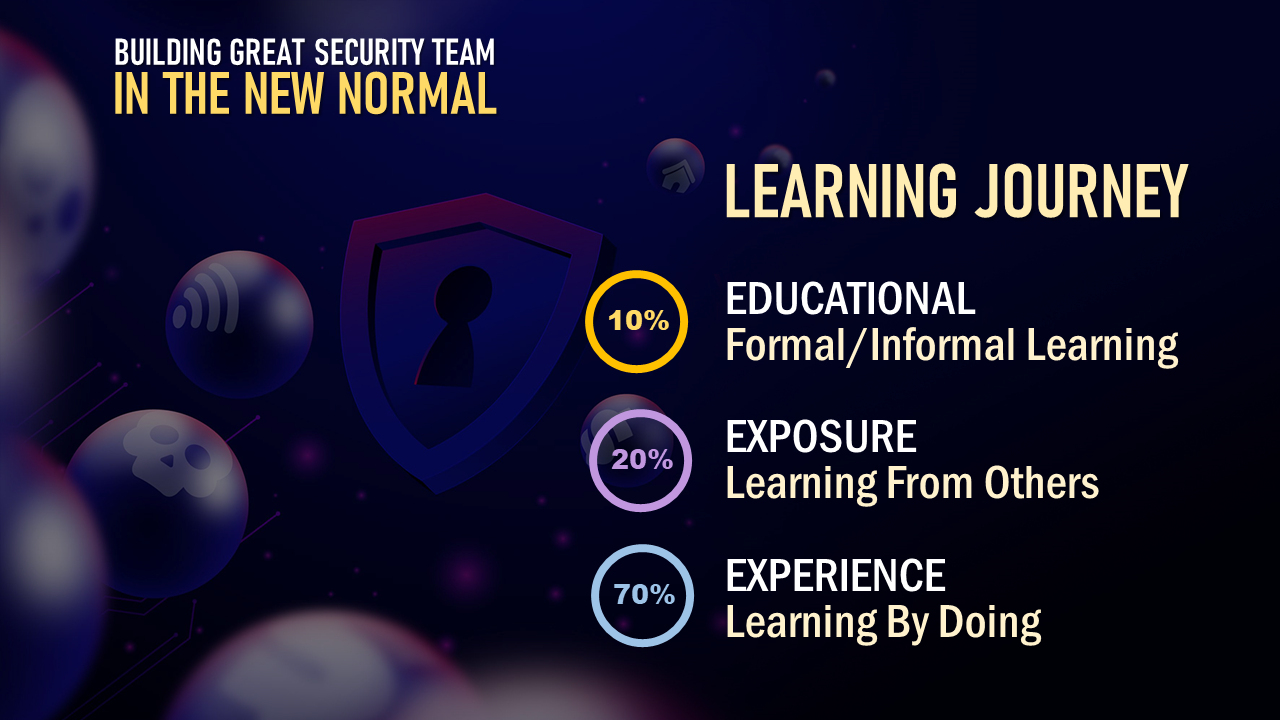 BUILDING GREAT SECURITY TEAM
IN THE NEW NORMAL
LEARNING JOURNEY
10%
EDUCATIONAL
Formal/Informal Learning
20%
EXPOSURE
Learning From Others
70%
EXPERIENCE
Learning By Doing